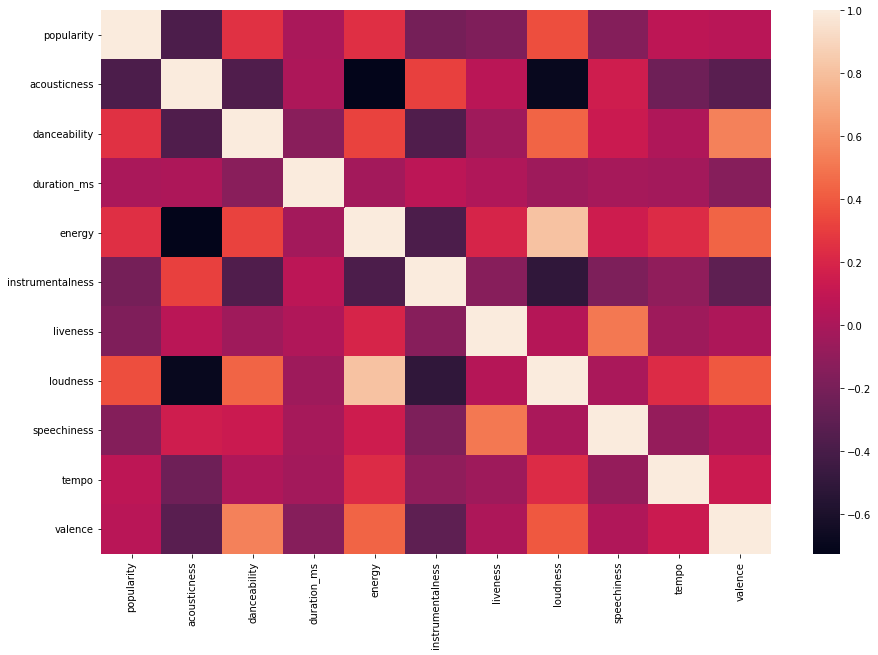 popularity
acousticness
danceability
duration_ms
energy
instrumentalness
liveness
loudness
speechiness
tempo
valence
popularity
acousticness
danceability
duration_ms
energy
instrumentalness
liveness
loudness
speechiness
tempo
valence
1.0
0.8
0.6
0.4
0.2
0.0
−0.2
−0.4
−0.6